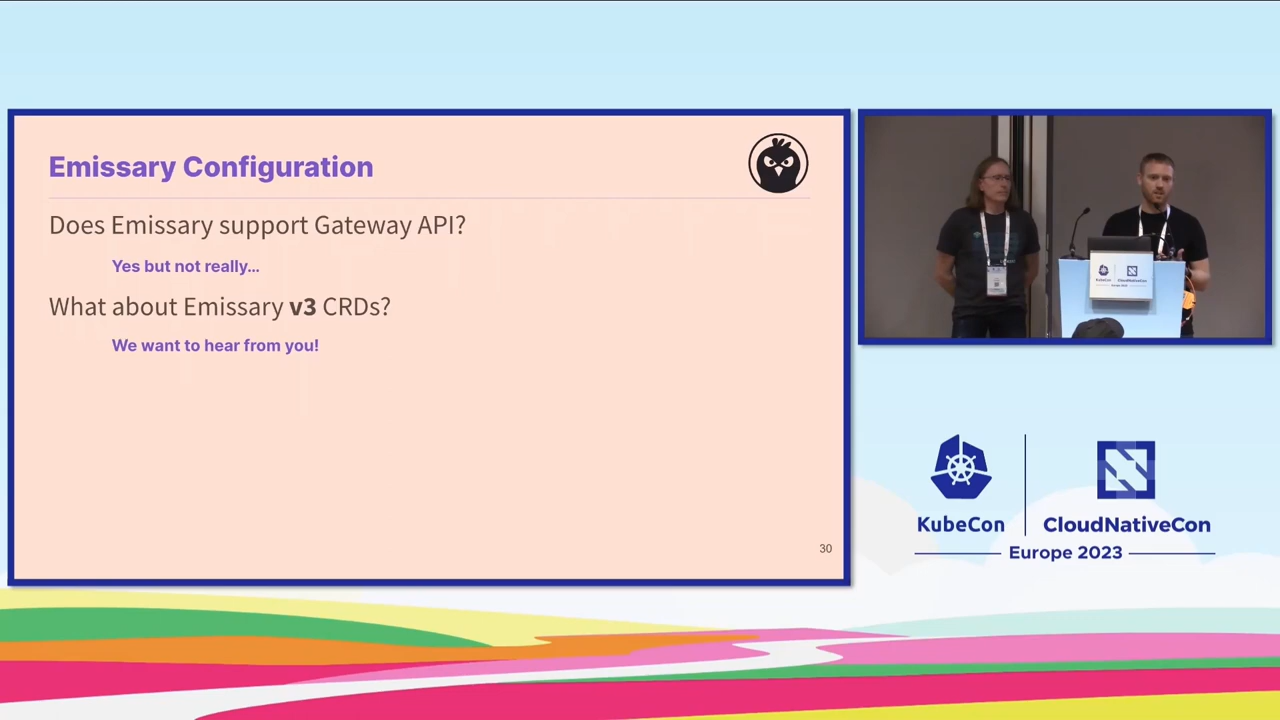 Emissary Configuration
Does Emissary support Gateway API?
Yes but not really...
What about Emissary v3 CRDs?
We want to hear from you!
30
KubeCon
CloudNativeCon
Europe 2023